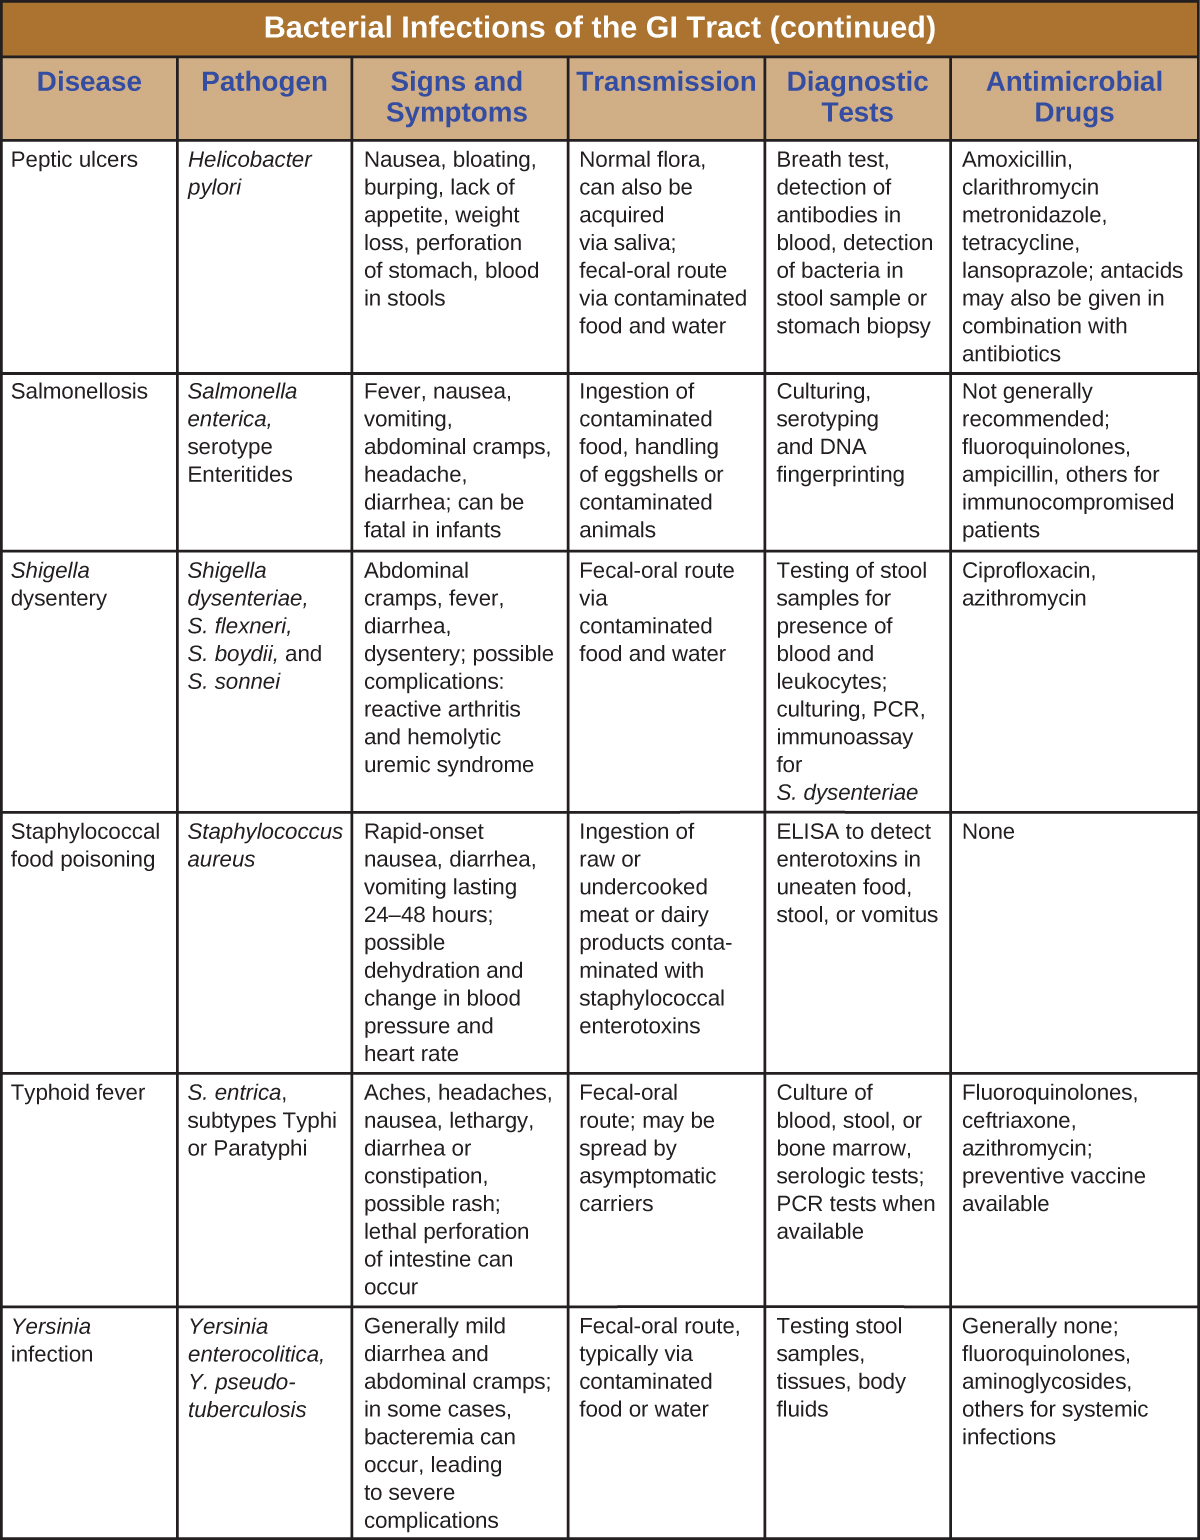 Bacterial Infections of the GI Tract (continued)
Disease
Pathogen
Signs and
Symptoms
Transmission
Diagnostic
Tests
Antimicrobial
Drugs
Peptic ulcers
Helicobacter
pylori
Nausea, bloating,
burping, lack of
appetite, weight
loss, perforation
of stomach, blood
in stools
Normal flora,
can also be
acquired
via saliva;
fecal-oral route
via contaminated
food and water
Breath test,
detection of
antibodies in
blood, detection
of bacteria in
stool sample or
stomach biopsy
Amoxicillin,
clarithromycin
metronidazole,
tetracycline,
lansoprazole; antacids
may also be given in
combination with
antibiotics
Salmonellosis
Salmonella
enterica,
serotype
Enteritides
Fever, nausea,
vomiting,
abdominal cramps,
headache,
diarrhea; can be
fatal in infants
Ingestion of
contaminated
food, handling
of eggshells or
contaminated
animals
Culturing,
serotyping
and DNA
fingerprinting
Not generally
recommended;
fluoroquinolones,
ampicillin, others for
immunocompromised
patients
Shigella
dysentery
Shigella
dysenteriae,
S. flexneri,
S. boydii, and
S. sonnei
Abdominal
cramps, fever,
diarrhea,
dysentery; possible
complications:
reactive arthritis
and hemolytic
uremic syndrome
Fecal-oral route
via
contaminated
food and water
Testing of stool
samples for
presence of
blood and
leukocytes;
culturing, PCR,
immunoassay
for
S. dysenteriae
Ciprofloxacin,
azithromycin
Staphylococcal
food poisoning
Staphylococcus
aureus
Rapid-onset
nausea, diarrhea,
vomiting lasting
24–48 hours;
possible
dehydration and
change in blood
pressure and
heart rate
Ingestion of
raw or
undercooked
meat or dairy
products conta-
minated with
staphylococcal
enterotoxins
ELISA to detect
enterotoxins in
uneaten food,
stool, or vomitus
None
Typhoid fever
S. entrica,
subtypes Typhi
or Paratyphi
Aches, headaches,
nausea, lethargy,
diarrhea or
constipation,
possible rash;
lethal perforation
of intestine can
occur
Fecal-oral
route; may be
spread by
asymptomatic
carriers
Culture of
blood, stool, or
bone marrow,
serologic tests;
PCR tests when
available
Fluoroquinolones,
ceftriaxone,
azithromycin;
preventive vaccine
available
Yersinia
infection
Yersinia
enterocolitica,
Y. pseudo-
tuberculosis
Generally mild
diarrhea and
abdominal cramps;
in some cases,
bacteremia can
occur, leading
to severe
complications
Fecal-oral route,
typically via
contaminated
food or water
Testing stool
samples,
tissues, body
fluids
Generally none;
fluoroquinolones,
aminoglycosides,
others for systemic
infections